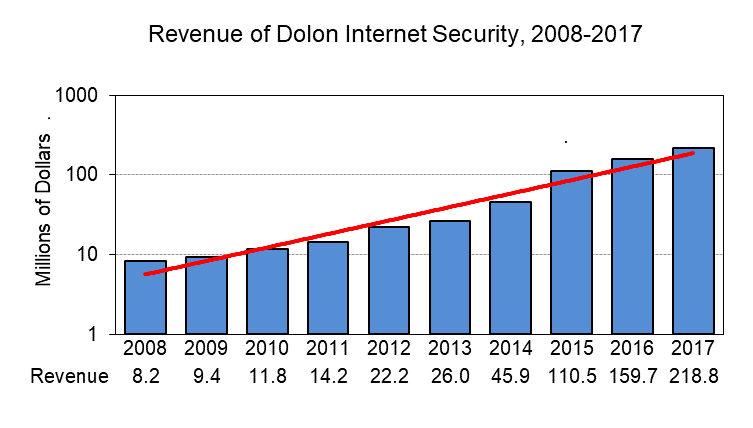 Revenue of Dolon Internet Security, 2008-2017
Millions of Dollars
1000
100
10
1
2008 2009 2010 2011 2012 2013 2014 2015 2016 2017
Revenue 8.2 9.4 11.8 14.2 22.2 26.0 45.9 110.5 159.7 218.8